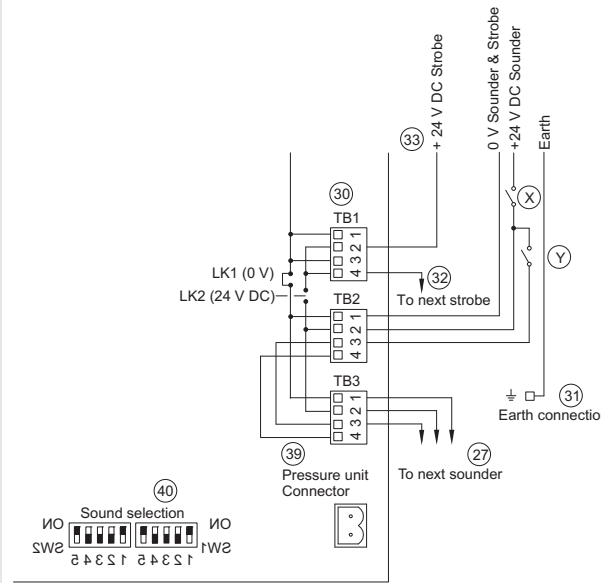 + 24 V DC Strobe
0 V Sounder & Strobe
+24 V DC Sounder
Earth
33
X
30
TB1
1
2
3
4
Y
LK1 (0 V)
32
LK2 (24 V DC)
To next strobe
TB2
1
2
3
4
TB3
1
2
3
4
31
Earth connectio
39
27
Pressure unit
Connector
To next sounder
40
Sound selection
ON
ON
SW2
SW1
1 2 3 4 5
1 2 3 4 5